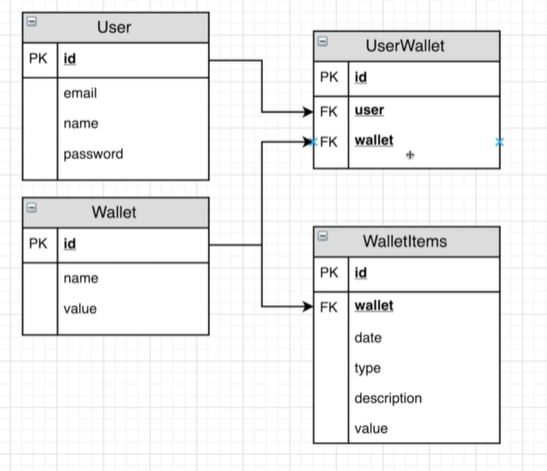 User
PK id
email
name
password
UserWallet
PK id
FK user
FK wallet
Wallet
PK id
name
value
WalletItems
PK id
FK wallet
date
type
description
value